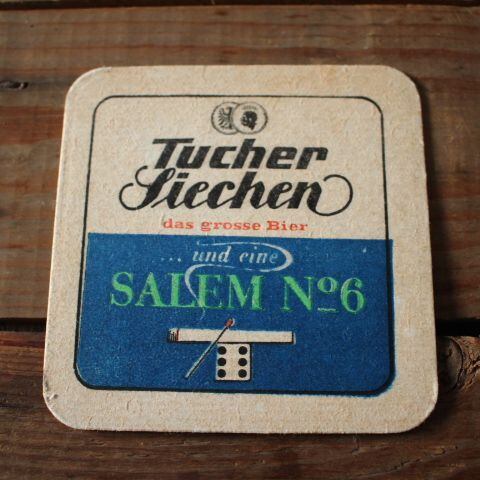 Tucher
Siechen
das grosse Bier
... und eine
SALEM No6